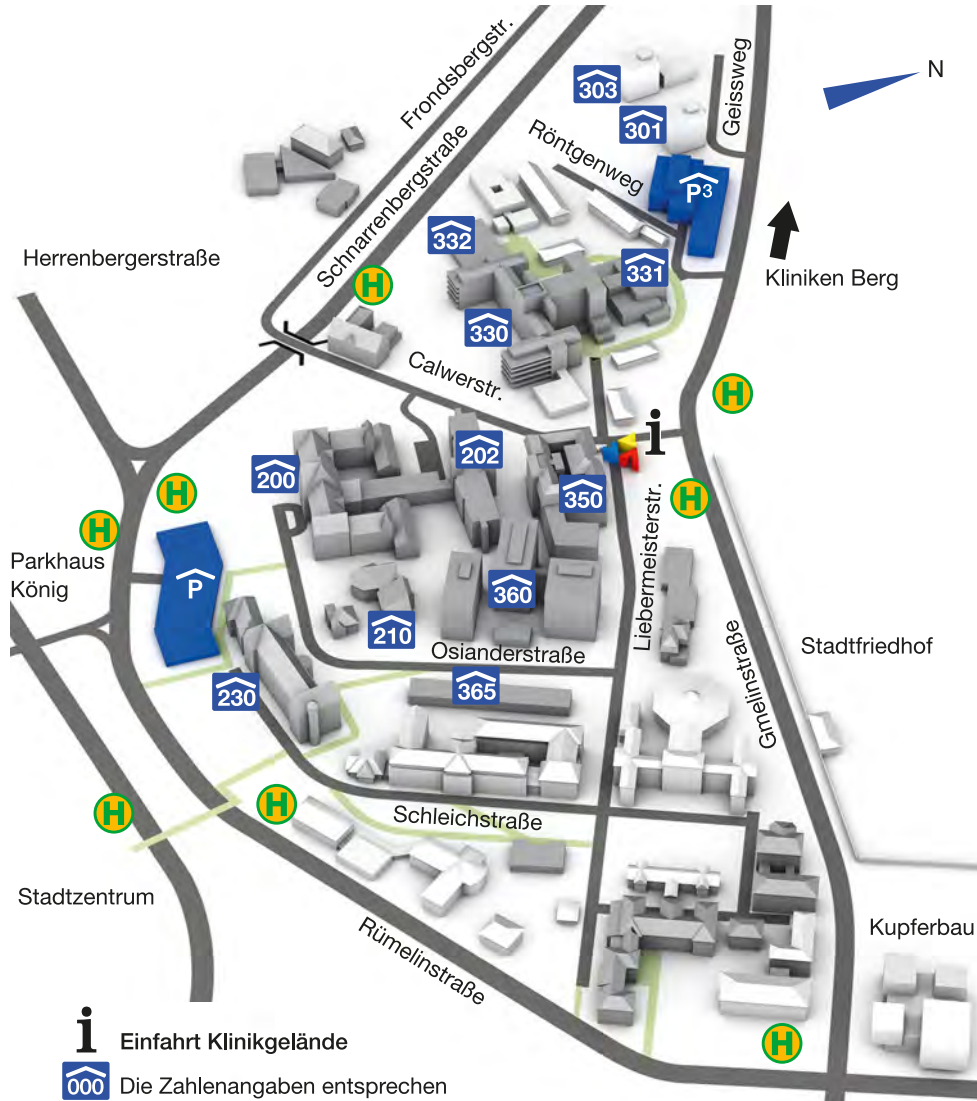 Frondsbergstr.
303
N
Geissweg
301
Schnarrenbergstraße
Röntgenweg
P3
332
Herrenbergerstraße
331
H
Kliniken Berg
330
Calwerstr.
H
i
202
200
H
350
H
Liebermeisterstr.
H
Parkhaus
König
P
360
210
Osianderstraße
Stadtfriedhof
365
230
Gmelinstraße
H
H
Schleichstraße
Stadtzentrum
Rümelinstraße
Kupferbau
H
i Einfahrt Klinikgelände
000 Die Zahlenangaben entsprechen